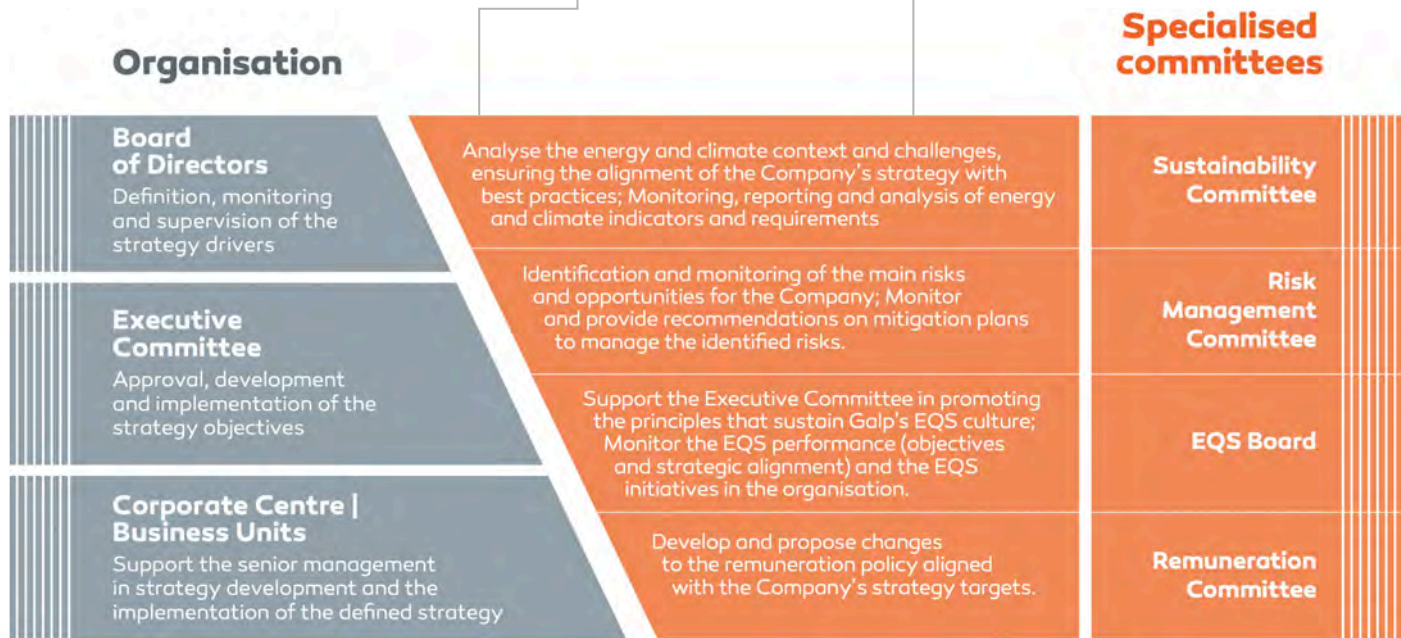 Organisation
Specialised
committees
Board
of Directors
Definition, monitoring
and supervision of the
strategy drivers
Executive
Committee
Approval, development
and implementation of the
strategy objectives
Corporate Centre |
Business Units
Support the senior management
in strategy development and the
implementation of the defined strategy
Analyse the energy and climate context and challenges,
ensuring the alignment of the Company's strategy with
best practices; Monitoring, reporting and analysis of energy
and climate indicators and requirements
Sustainability
Committee
Identification and monitoring of the main risks
and opportunities for the Company; Monitor
and provide recommendations on mitigation plans
to manage the identified risks.
Risk
Management
Committee
Support the Executive Committee in promoting
the principles that sustain Galp's EQS culture;
Monitor the EQS performance (objectives
and strategic alignment) and the EQS
initiatives in the organisation.
EQS Board
Develop and propose changes
to the remuneration policy aligned
with the Company's strategy targets.
Remuneration
Committee